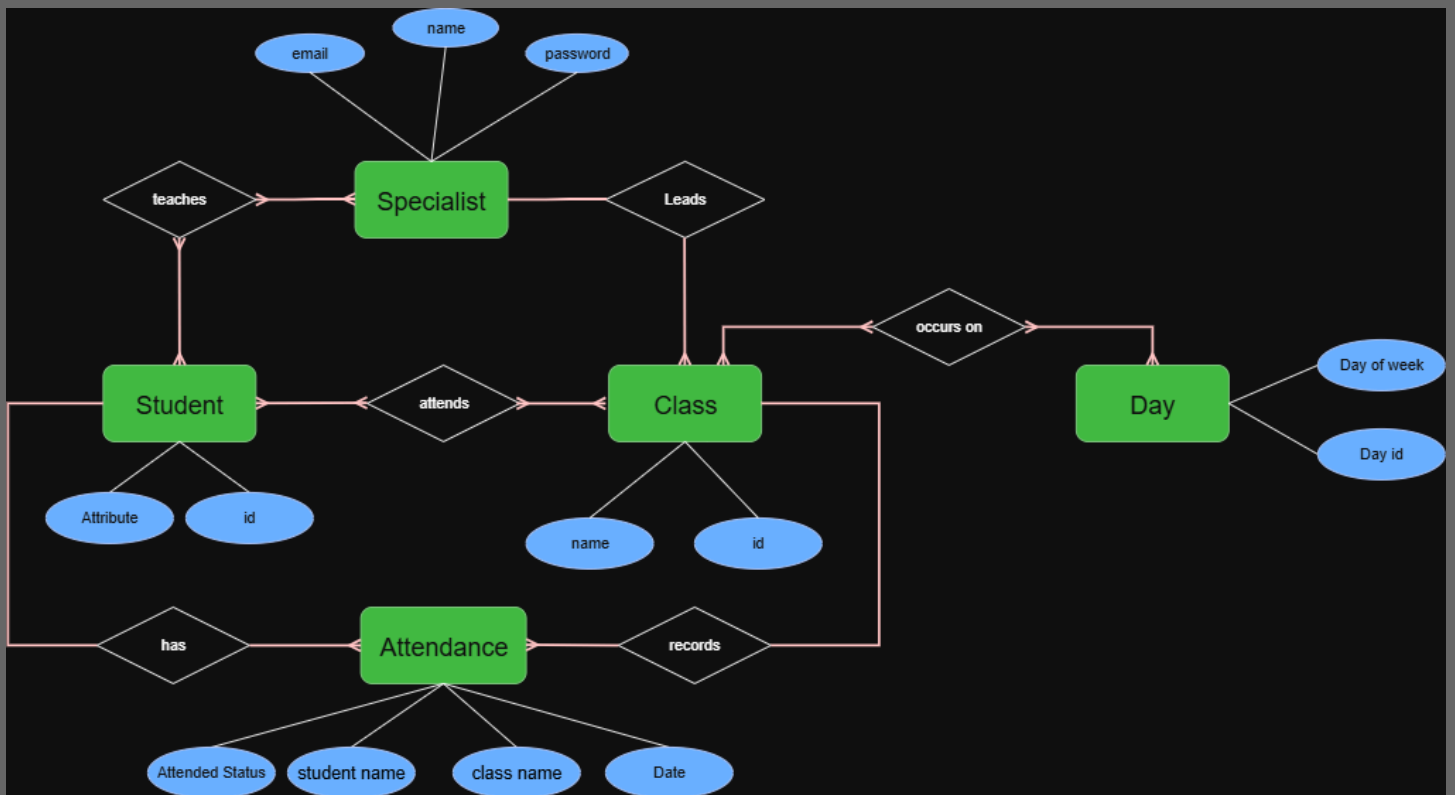 name
email
password
teaches
Specialist
Leads
occurs on
Day of week
Student
attends
Class
Day
Day id
Attribute
id
name
id
has
Attendance
records
Attended Status
student name
class name
Date